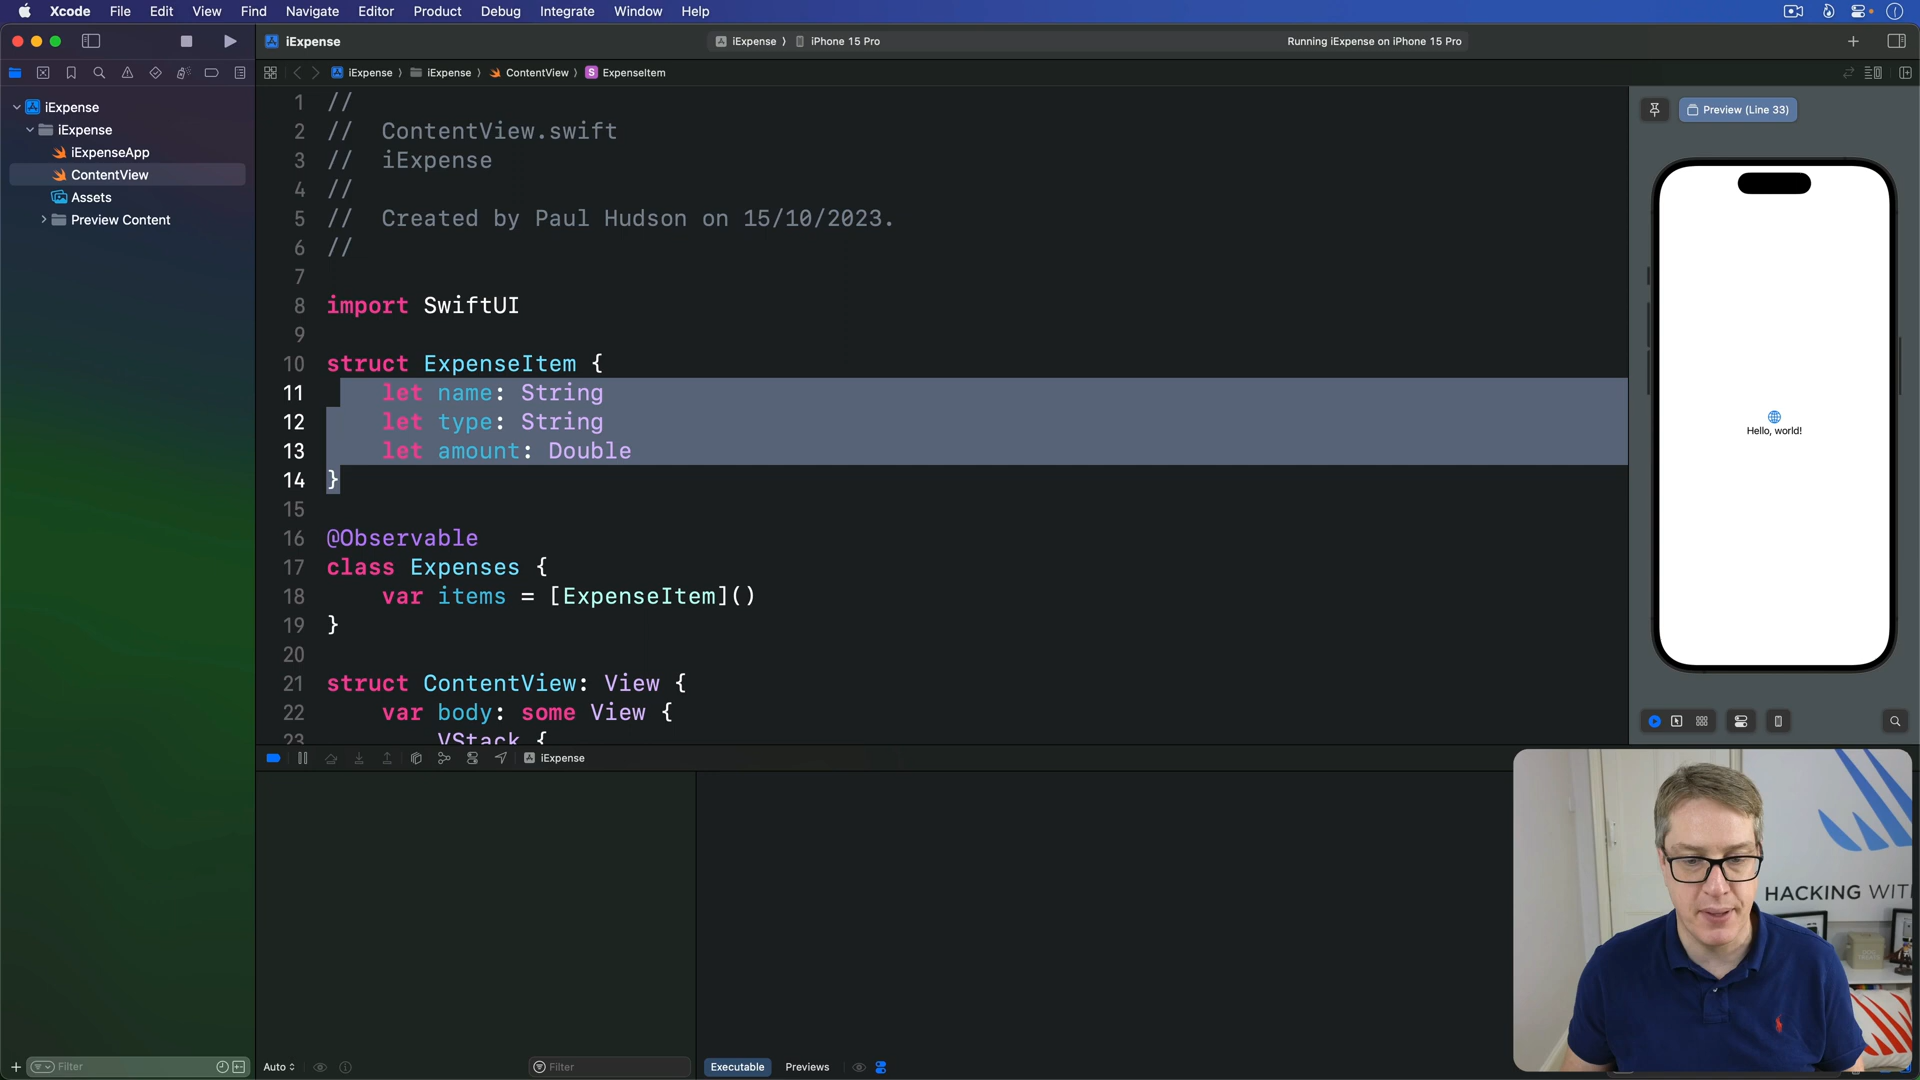 Xcode File Edit View Find Navigate Editor Product Debug Integrate Window Help
iExpense
iExpense 〉 iPhone 15 Pro
Running iExpense on iPhone 15 Pro
iExpense 〉 iExpense 〉 ContentView 〉 S ExpenseItem
iExpense
iExpense
iExpenseApp
ContentView
Assets
Preview Content
1 //
2 //  ContentView.swift
3 //  iExpense
4 //
5 //  Created by Paul Hudson on 15/10/2023.
6 //
7
8 import SwiftUI
9
10 struct ExpenseItem {
11     let name: String
12     let type: String
13     let amount: Double
14 }
15
16 @Observable
17 class Expenses {
18     var items = [ExpenseItem]()
19 }
20
21 struct ContentView: View {
22     var body: some View {
23         VStack {
Preview (Line 33)
Hello, world!
iExpense
HACKING WIT
Filter
Auto
Filter
Executable
Previews